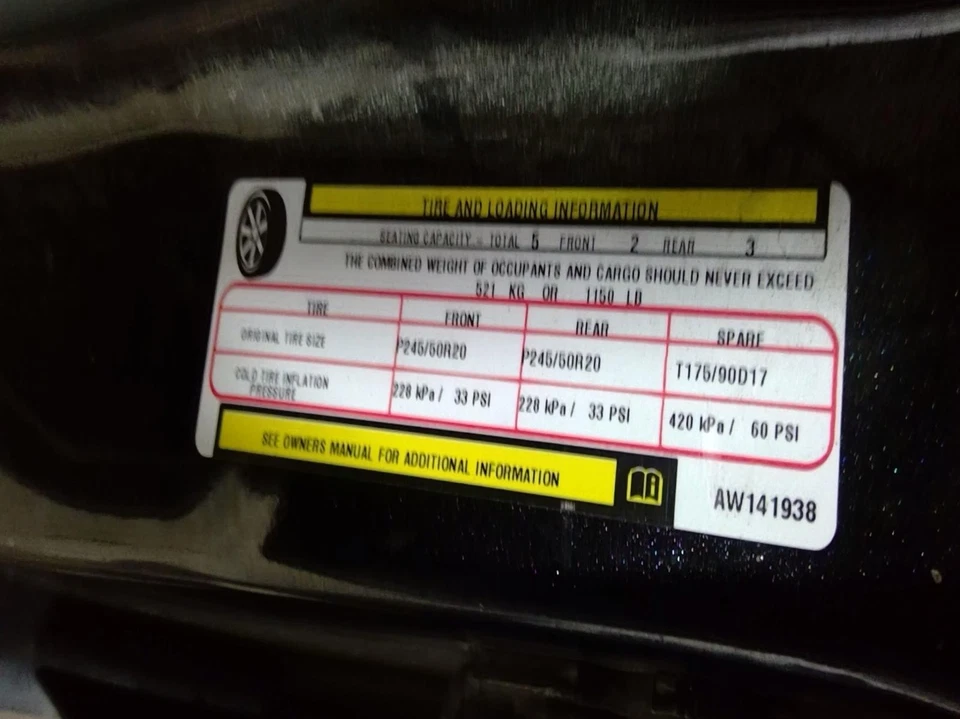 TIRE AND LOADING INFORMATION
SEATING CAPACITY - TOTAL 5 FRONT 2 REAR 3
THE COMBINED WEIGHT OF OCCUPANTS AND CARGO SHOULD NEVER EXCEED
521 KG OR 1150 LB
TIRE FRONT REAR SPARE
ORIGINAL TIRE SIZE P245/50R20 P245/50R20 T175/90D17
COLD TIRE INFLATION PRESSURE 228 kPa / 33 PSI 228 kPa / 33 PSI 420 kPa / 60 PSI
SEE OWNERS MANUAL FOR ADDITIONAL INFORMATION
AW141938